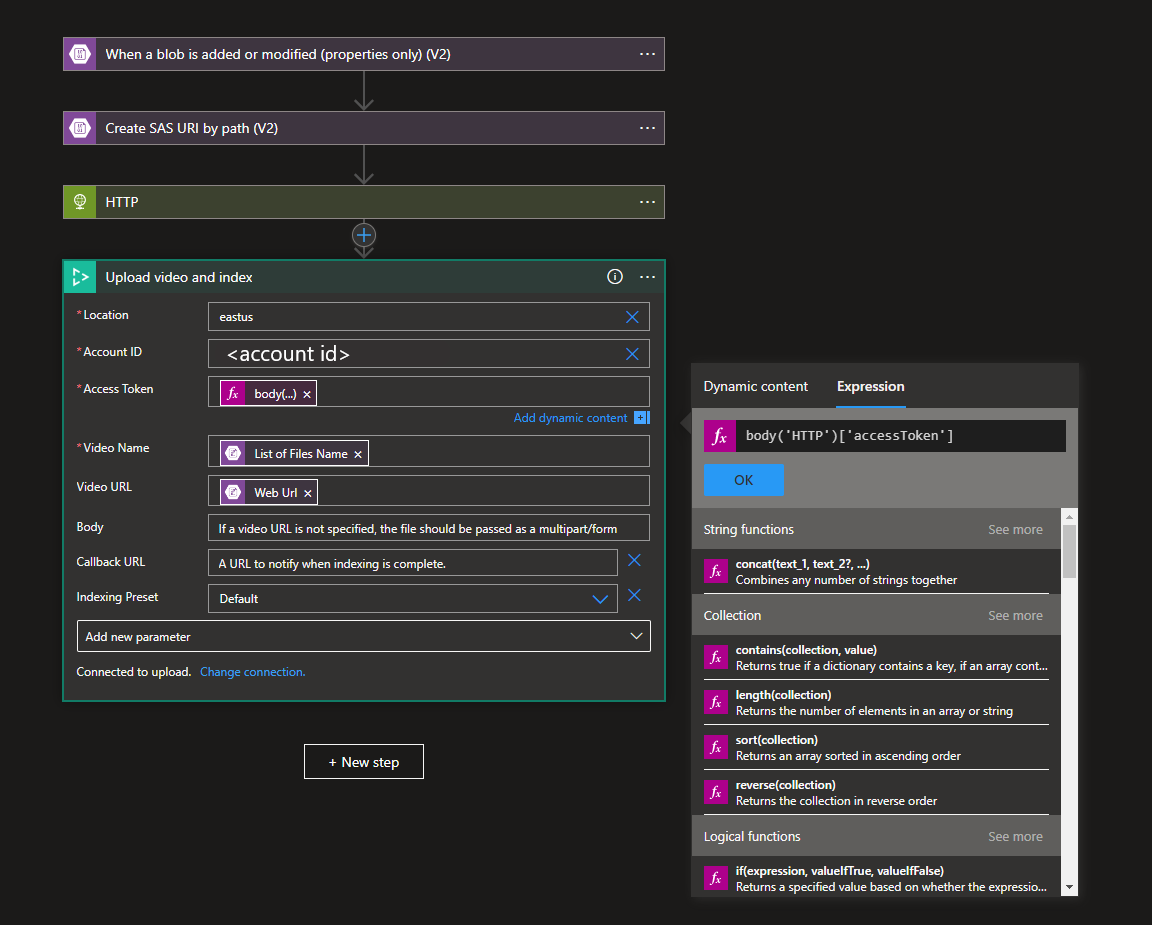 When a blob is added or modified (properties only) (V2)
Create SAS URI by path (V2)
HTTP
Upload video and index
* Location
eastus
* Account ID
<account id>
* Access Token
fx body(...) ×
Add dynamic content
* Video Name
List of Files Name ×
Video URL
Web Url ×
Body
If a video URL is not specified, the file should be passed as a multipart/form
Callback URL
A URL to notify when indexing is complete.
Indexing Preset
Default
Add new parameter
Connected to upload. Change connection.
+ New step
Dynamic content Expression
fx body('HTTP')['accessToken']
OK
String functions See more
fx concat(text_1, text_2?, ...)
Combines any number of strings together
Collection See more
fx contains(collection, value)
Returns true if a dictionary contains a key, if an array cont...
fx length(collection)
Returns the number of elements in an array or string
fx sort(collection)
Returns an array sorted in ascending order
fx reverse(collection)
Returns the collection in reverse order
Logical functions See more
fx if(expression, valueIfTrue, valueIfFalse)
Returns a specified value based on whether the expressio...